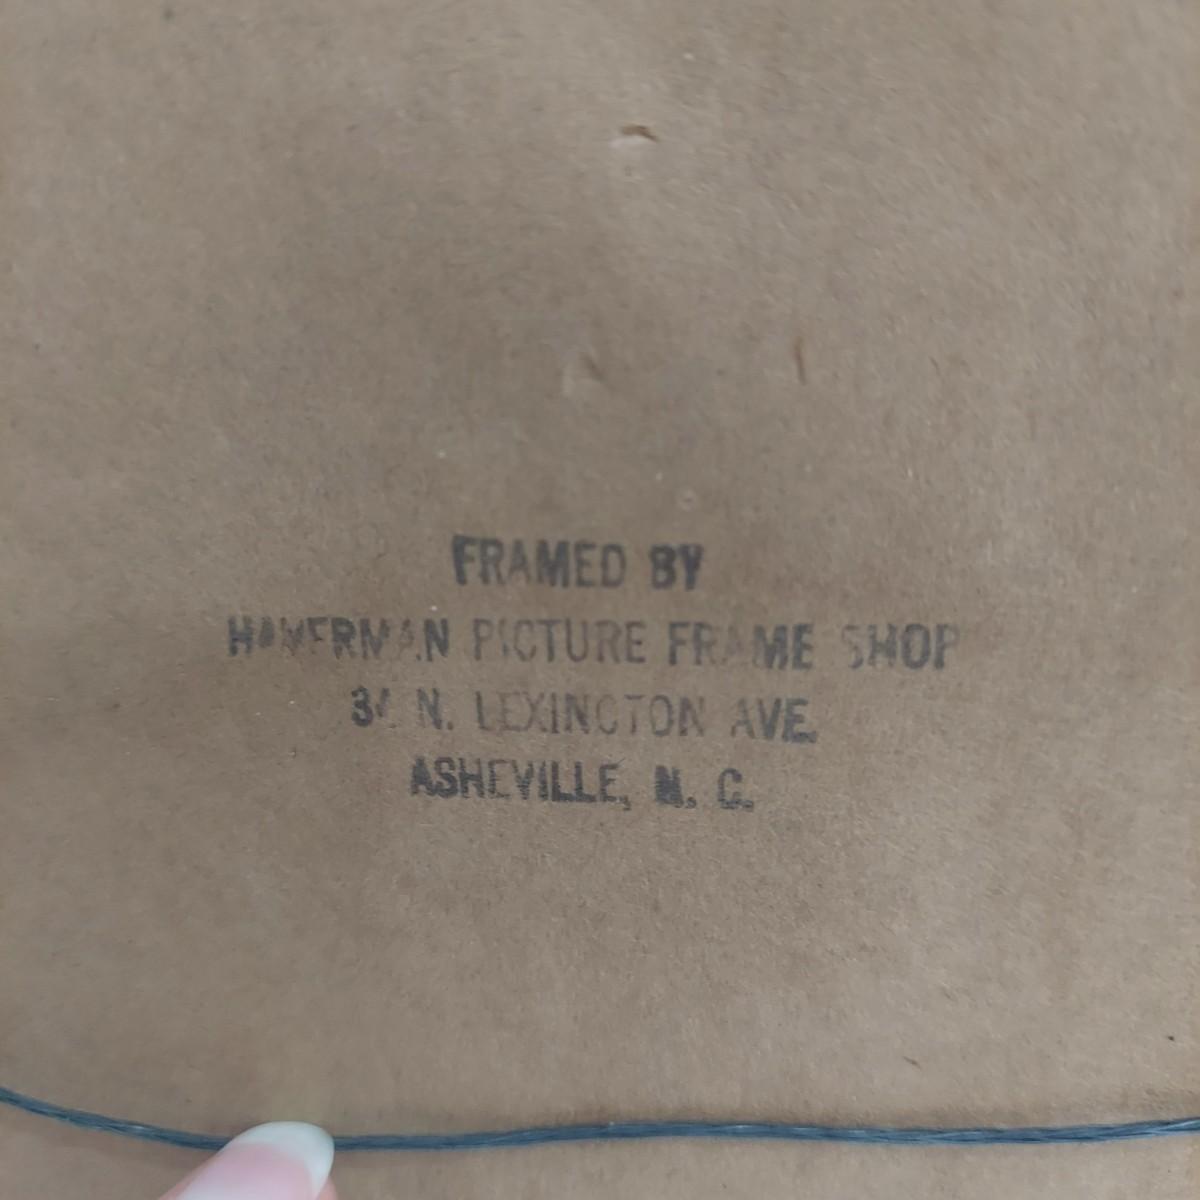 FRAMED BY
PICTURE FRAME SHOP
N. LEXINGTON AVE.
ASHEVILLE, N. C.